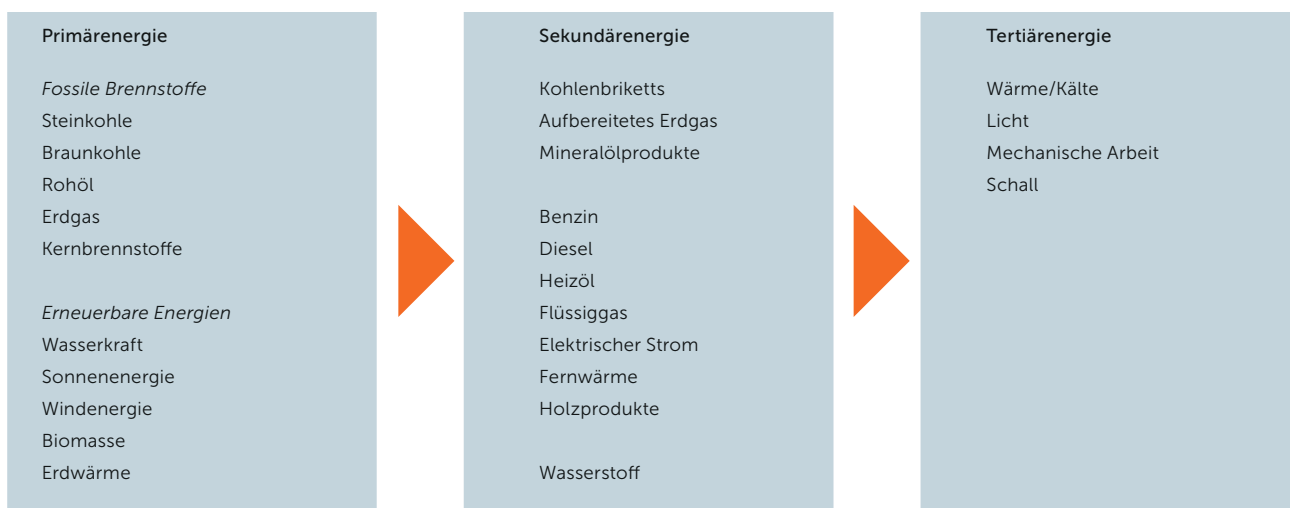 Primärenergie
Fossile Brennstoffe
Steinkohle
Braunkohle
Rohöl
Erdgas
Kernbrennstoffe
Erneuerbare Energien
Wasserkraft
Sonnenenergie
Windenergie
Biomasse
Erdwärme
Sekundärenergie
Kohlenbriketts
Aufbereitetes Erdgas
Mineralölprodukte
Benzin
Diesel
Heizöl
Flüssiggas
Elektrischer Strom
Fernwärme
Holzprodukte
Wasserstoff
Tertiärenergie
Wärme/Kälte
Licht
Mechanische Arbeit
Schall